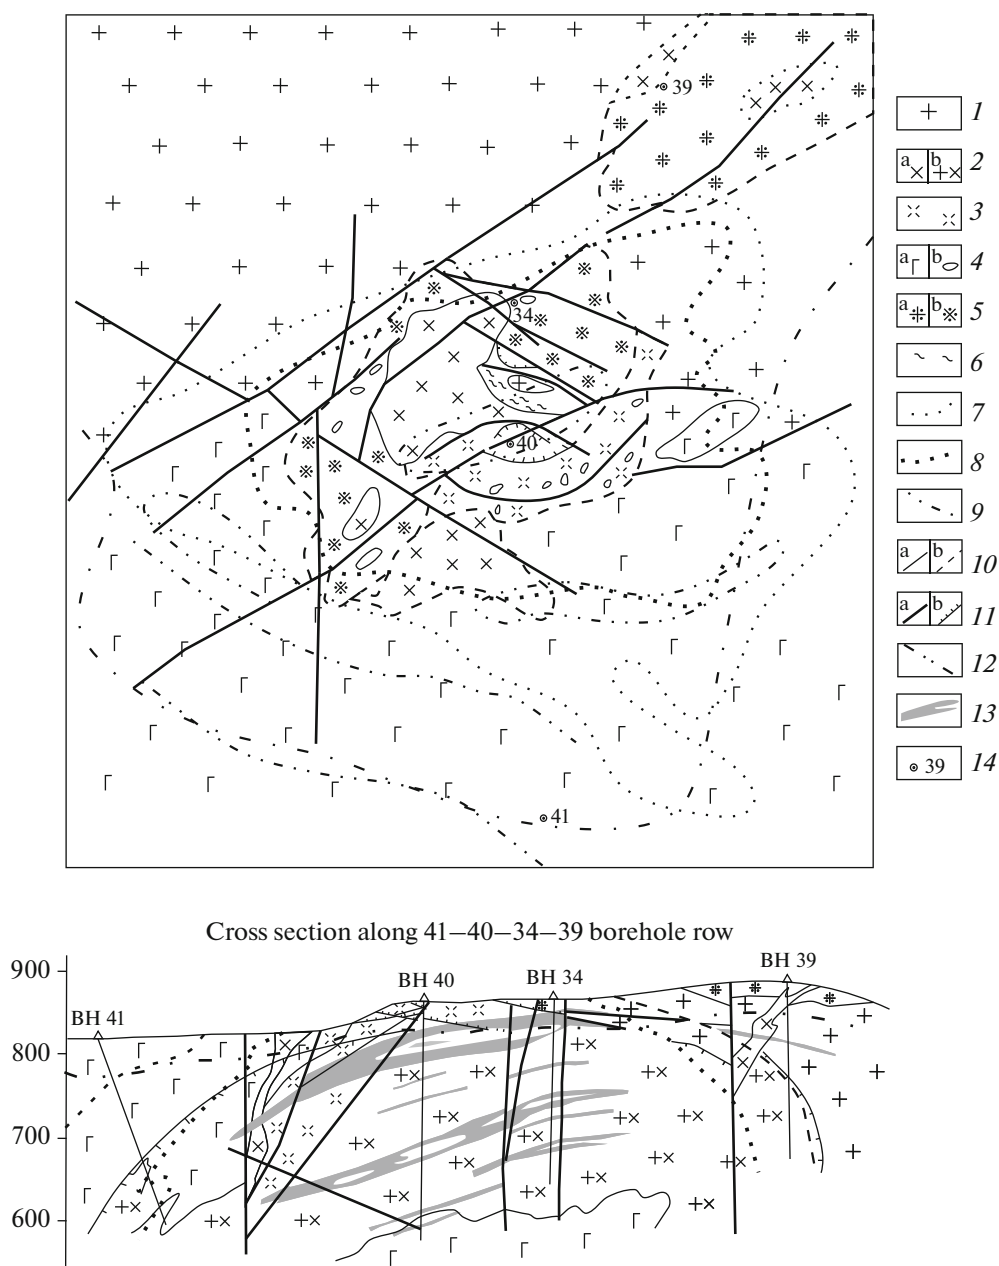 39
34
40
41
1
a b 2
3
a b 4
a b 5
6
7
8
9
a b 10
a b 11
12
13
39 14
Cross section along 41–40–34–39 borehole row
900
800
700
600
BH 41
BH 40
BH 34
BH 39